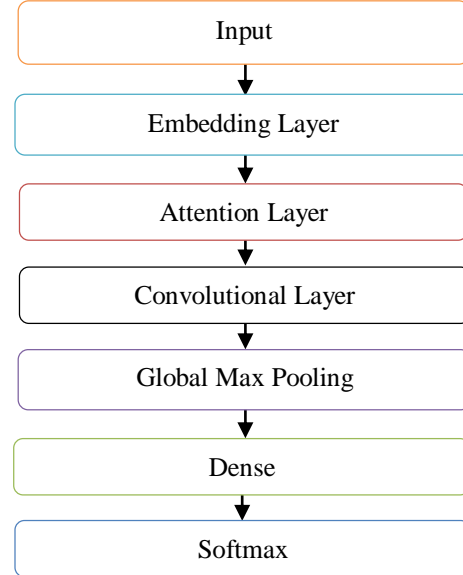 Input
Embedding Layer
Attention Layer
Convolutional Layer
Global Max Pooling
Dense
Softmax